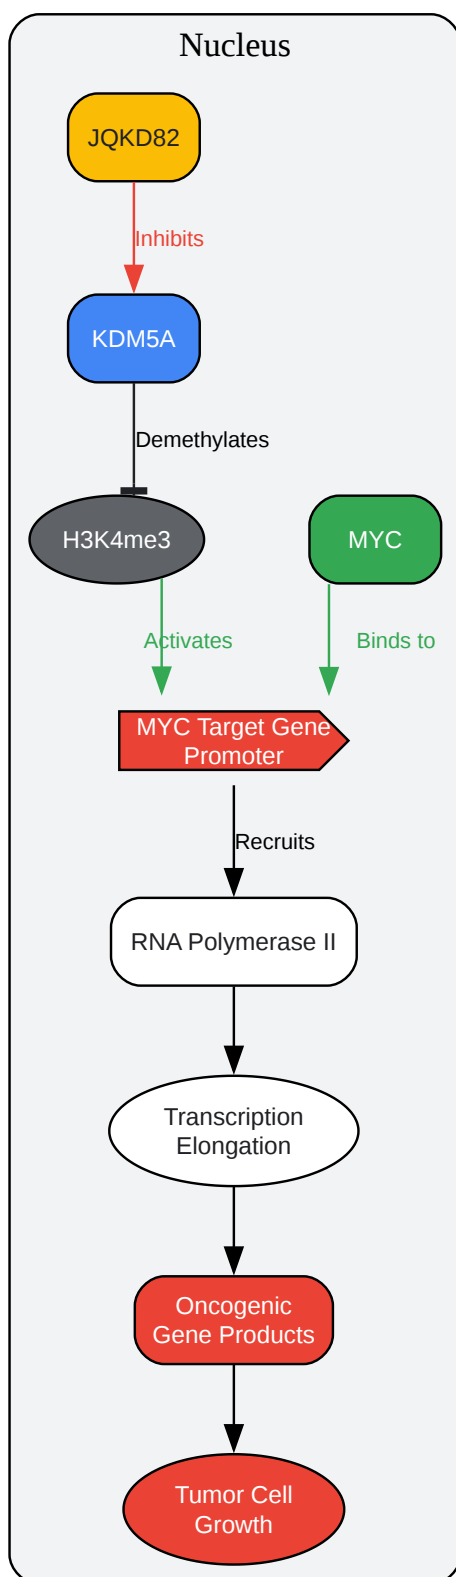 Nucleus
JQKD82
Inhibits
KDM5A
Demethylates
H3K4me3
MYC
Activates
Binds to
MYC Target Gene
Promoter
Recruits
RNA Polymerase II
Transcription
Elongation
Oncogenic
Gene Products
Tumor Cell
Growth